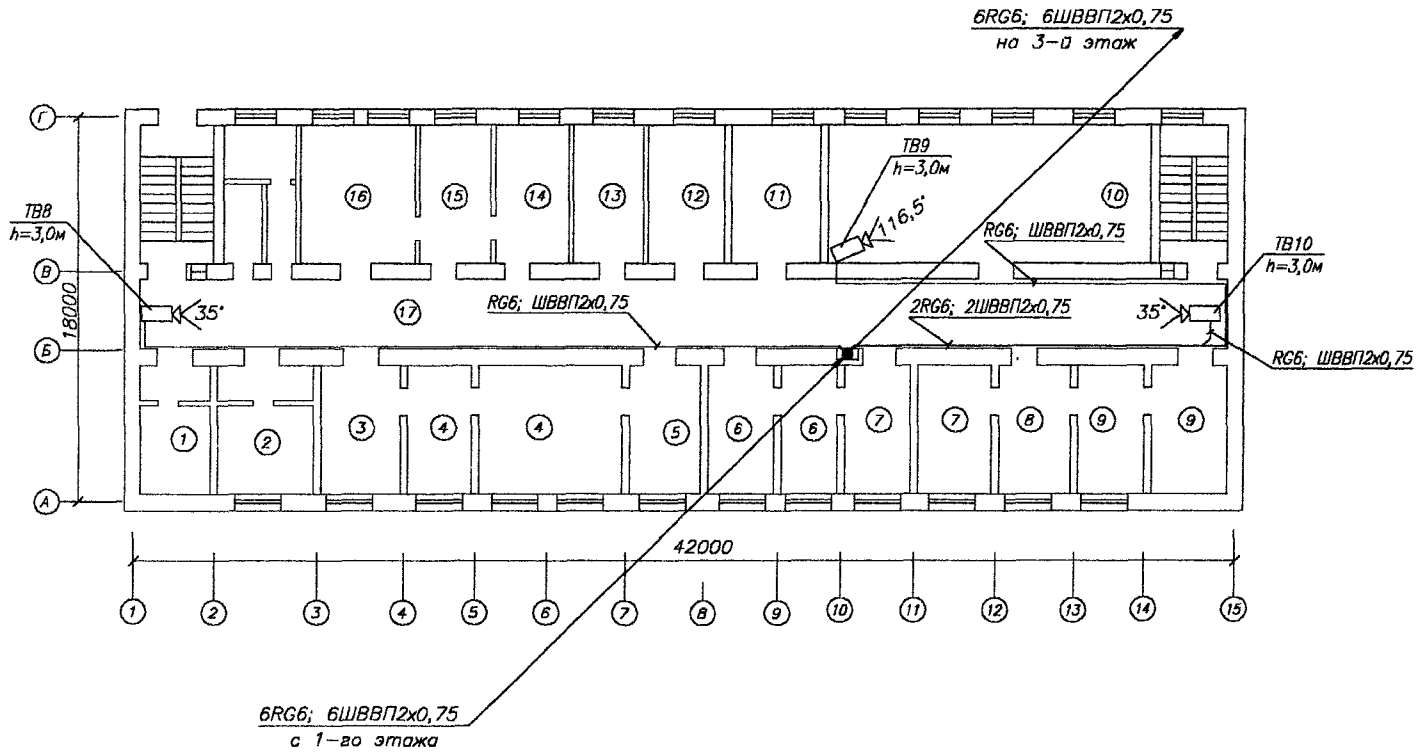 6RG6; 6ШВВП2х0,75
на 3-й этаж
Г
ТВ9
h=3,0м
116,5°
16
15
14
13
12
11
10
ТВ8
h=3,0м
RG6; ШВВП2х0,75
ТВ10
h=3,0м
В
18000
35°
17
RG6; ШВВП2х0,75
2RG6; 2ШВВП2х0,75
35°
Б
RG6; ШВВП2х0,75
1
2
3
4
4
5
6
6
7
7
8
9
9
А
42000
1
2
3
4
5
6
7
8
9
10
11
12
13
14
15
6RG6; 6ШВВП2х0,75
с 1-го этажа